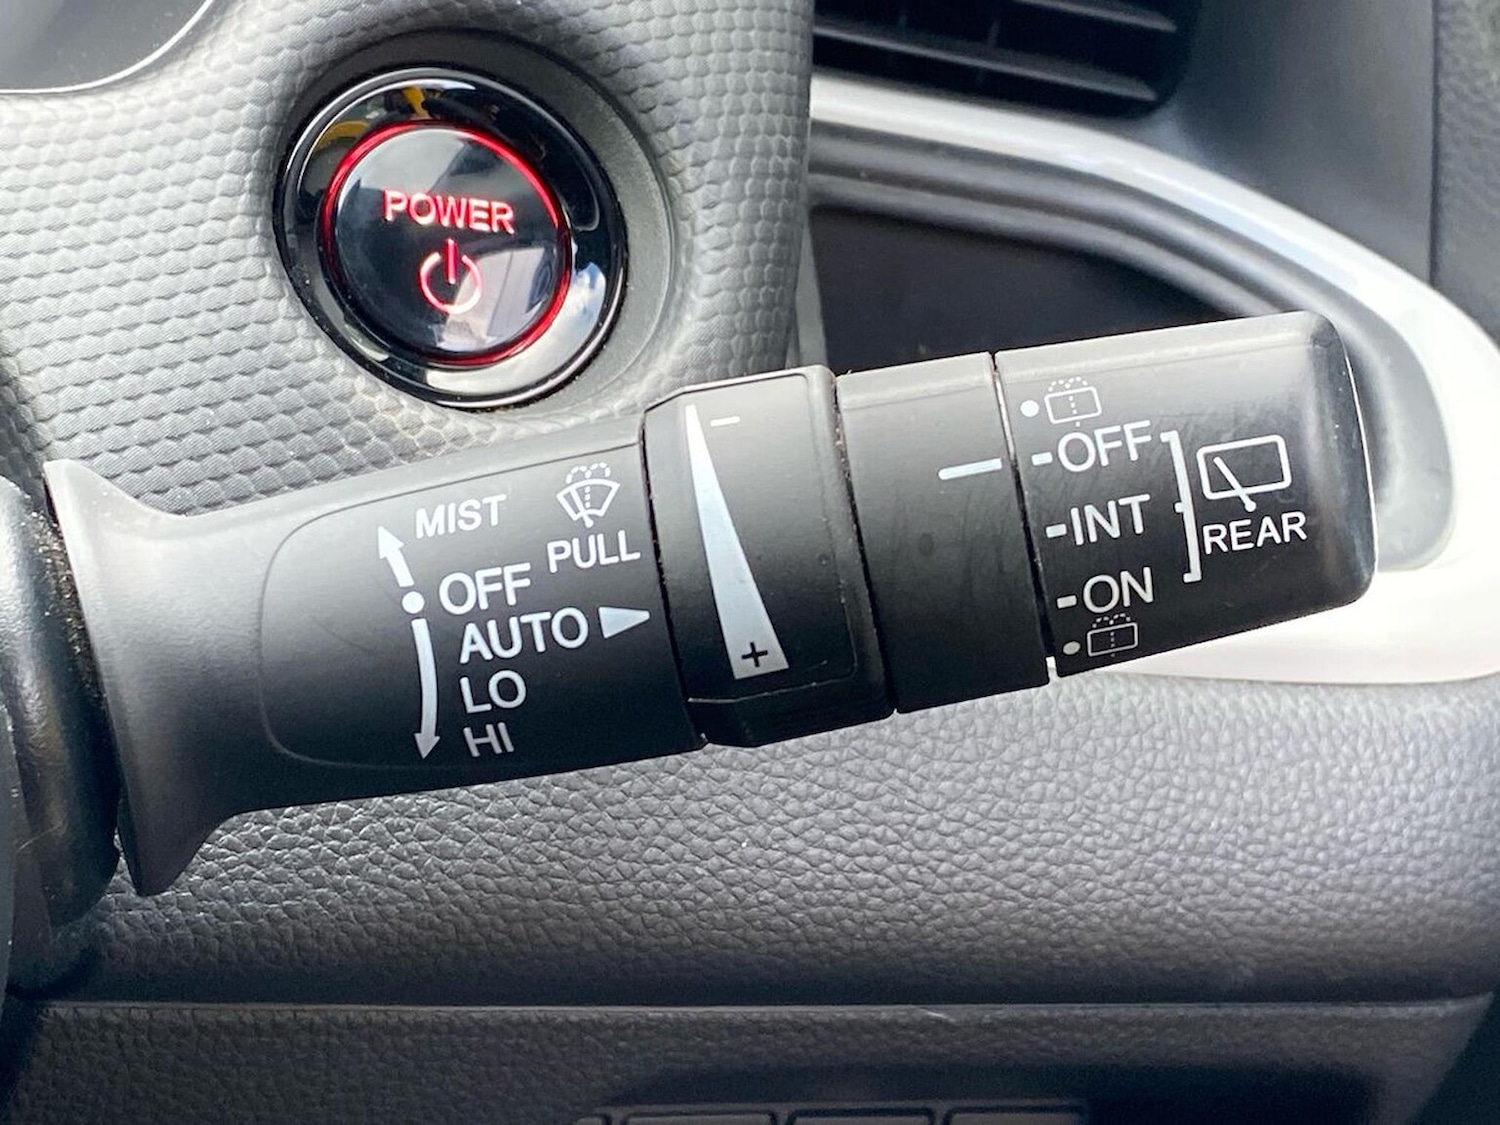 POWER
MIST
PULL
OFF
AUTO
LO
HI
−
+
-OFF
-INT
-ON
REAR